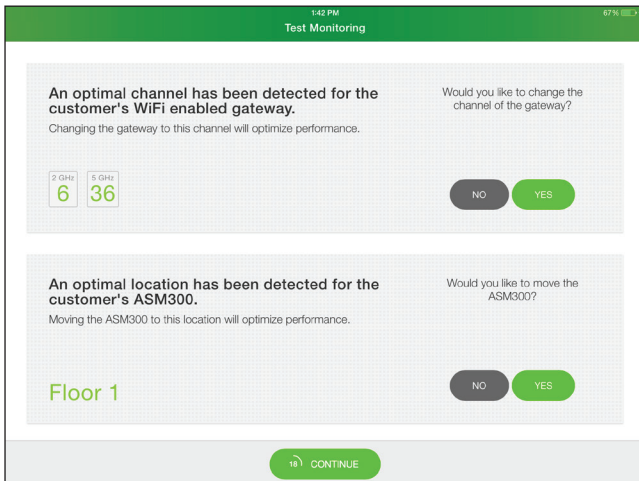 1:42 PM
67%
Test Monitoring
An optimal channel has been detected for the
customer's WiFi enabled gateway.
Changing the gateway to this channel will optimize performance.
Would you like to change the
channel of the gateway?
2 GHz
6
5 GHz
36
NO
YES
An optimal location has been detected for the
customer's ASM300.
Moving the ASM300 to this location will optimize performance.
Would you like to move the
ASM300?
Floor 1
NO
YES
18 CONTINUE